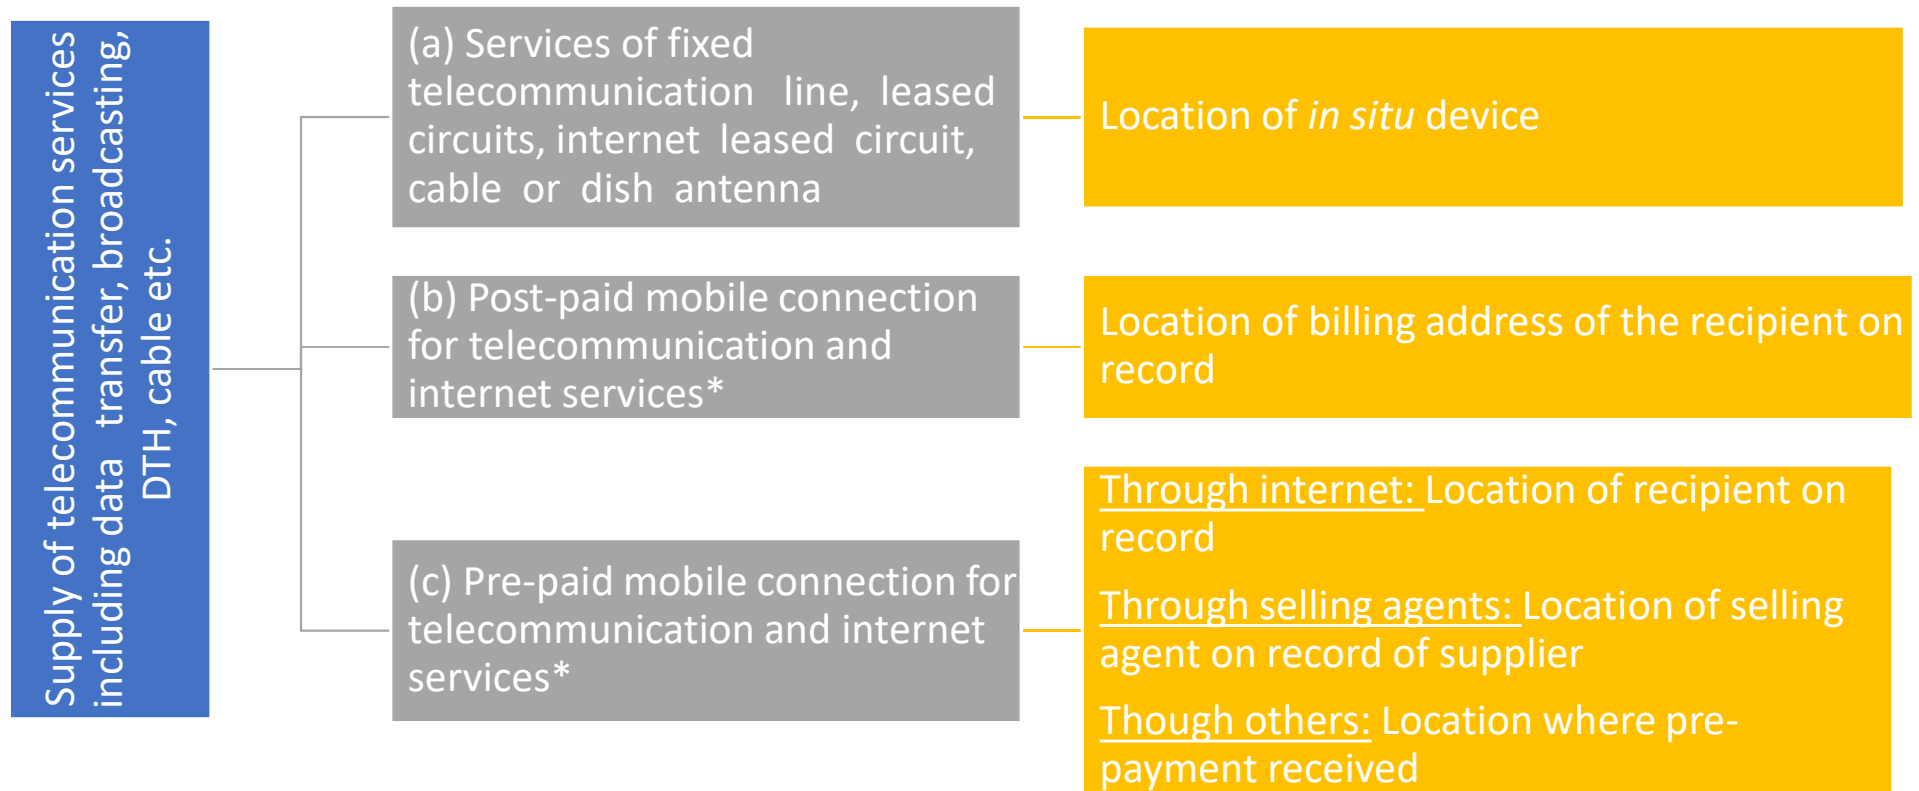 Supply of telecommunication services
including data transfer, broadcasting,
DTH, cable etc.
(a) Services of fixed
telecommunication line, leased
circuits, internet leased circuit,
cable or dish antenna
Location of in situ device
(b) Post-paid mobile connection
for telecommunication and
internet services*
Location of billing address of the recipient on
record
(c) Pre-paid mobile connection for
telecommunication and internet
services*
Through internet: Location of recipient on
record
Through selling agents: Location of selling
agent on record of supplier
Though others: Location where pre-
payment received